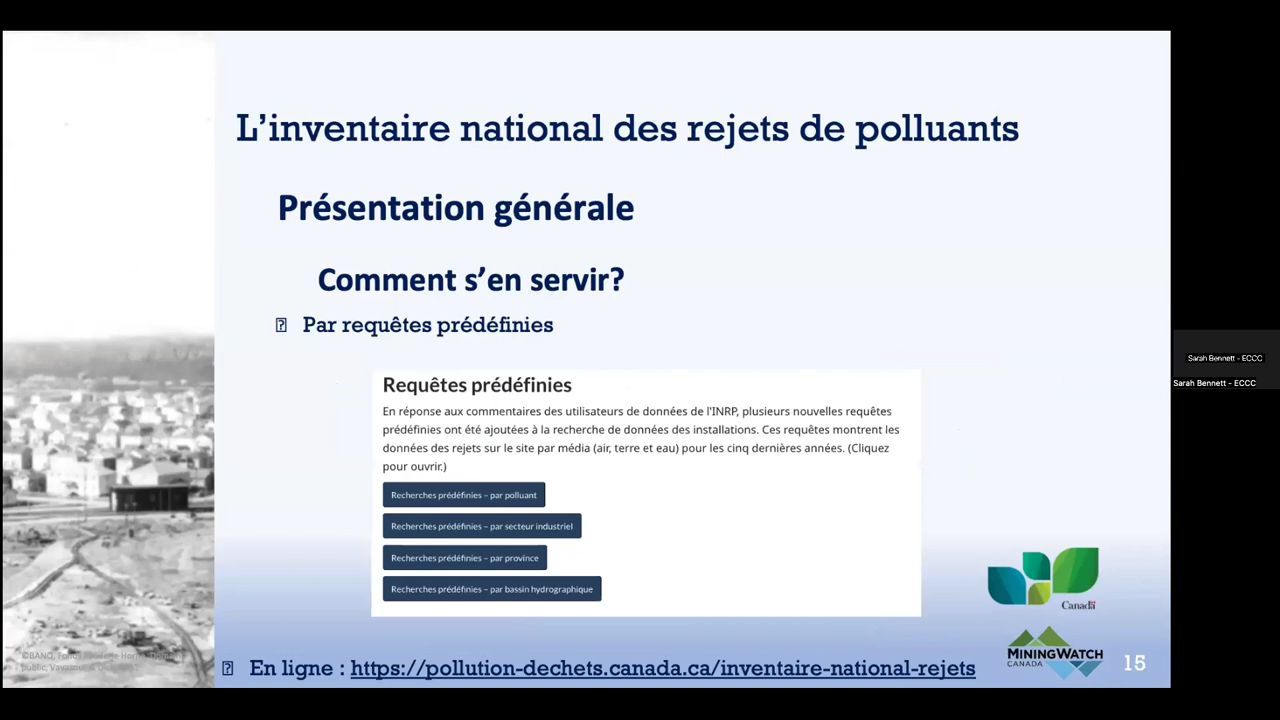 L'inventaire national des rejets de polluants
Présentation générale
Comment s'en servir?
Par requêtes prédéfinies
Requêtes prédéfinies
En réponse aux commentaires des utilisateurs de données de l'INRP, plusieurs nouvelles requêtes
prédéfinies ont été ajoutées à la recherche de données des installations. Ces requêtes montrent les
données des rejets sur le site par média (air, terre et eau) pour les cinq dernières années. (Cliquez
pour ouvrir.)
Recherches prédéfinies – par polluant
Recherches prédéfinies – par secteur industriel
Recherches prédéfinies – par province
Recherches prédéfinies – par bassin hydrographique
Canada
MININGWATCH
CANADA
En ligne : https://pollution-dechets.canada.ca/inventaire-national-rejets
15
©BANQ, Fonds
public,
Sarah Bennett - ECCC
Sarah Bennett - ECCC